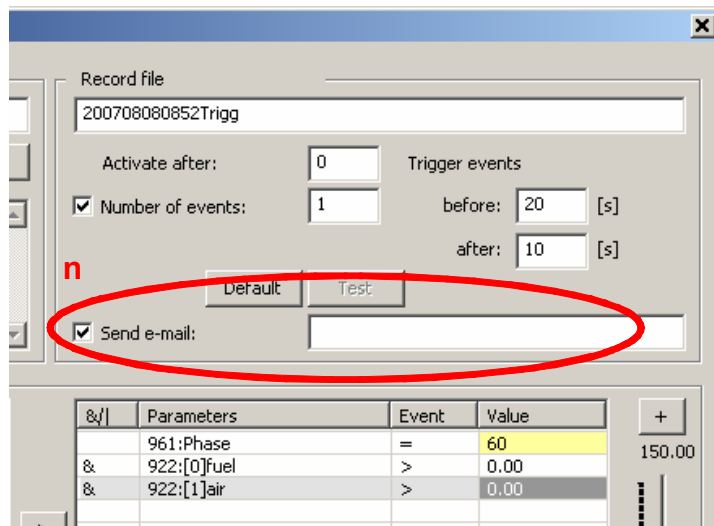 Record file
200708080852Trigg
Activate after: 0 Trigger events
Number of events: 1 before: 20 [s]
after: 10 [s]
n
Default Test
Send e-mail:
&/| Parameters Event Value +
961:Phase = 60 150.00
& 922:[0]fuel > 0.00
& 922:[1]air > 0.00